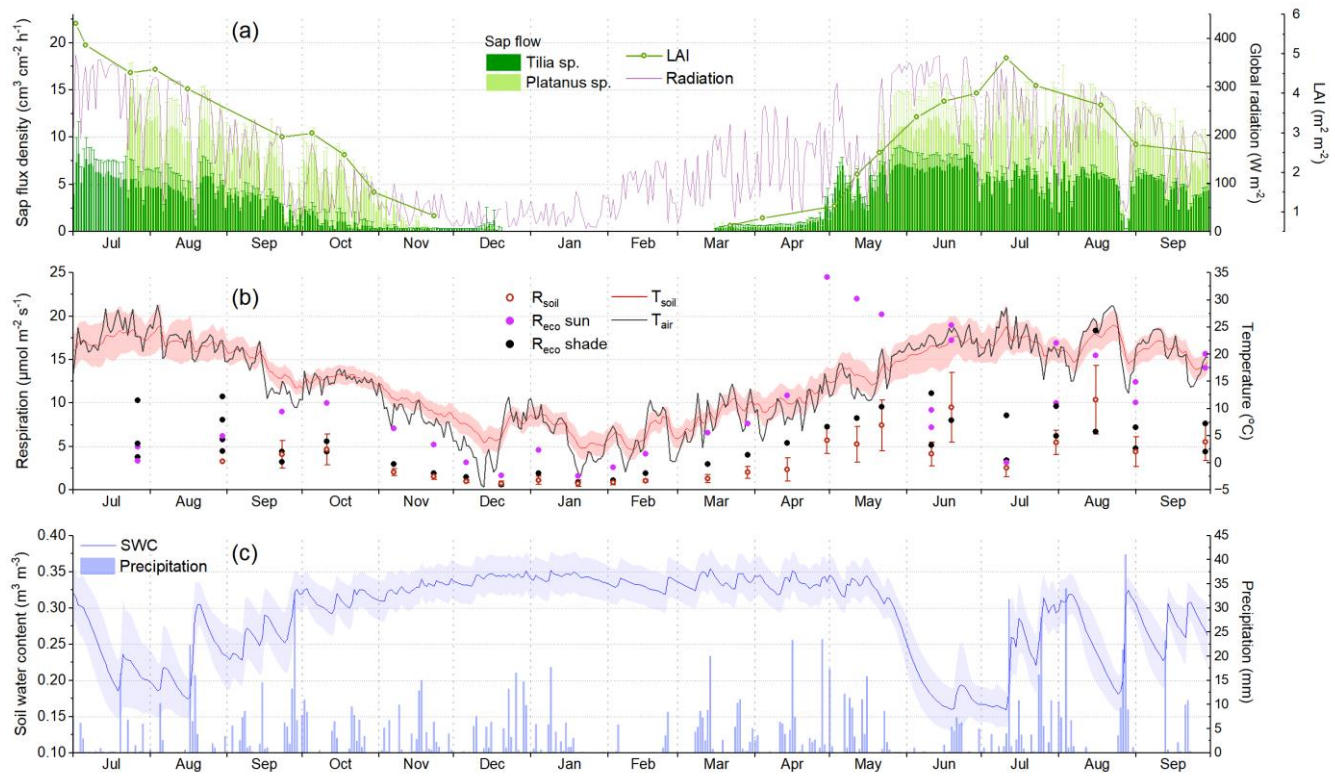 (a)
Sap flow
Tilia sp.
Platanus sp.
LAI
Radiation
Sap flux density (cm³ cm⁻² h⁻¹)
20
15
10
5
0
Global radiation (W m⁻²)
400
300
200
100
0
LAI (m² m⁻²)
6
5
4
3
2
1
Jul Aug Sep Oct Nov Dec Jan Feb Mar Apr May Jun Jul Aug Sep
(b)
R_soil
R_eco sun
R_eco shade
T_soil
T_air
Respiration (μmol m⁻² s⁻¹)
25
20
15
10
5
0
Temperature (°C)
35
30
25
20
15
10
5
0
−5
Jul Aug Sep Oct Nov Dec Jan Feb Mar Apr May Jun Jul Aug Sep
(c)
SWC
Precipitation
Soil water content (m³ m⁻³)
0.40
0.35
0.30
0.25
0.20
0.15
0.10
Precipitation (mm)
45
40
35
30
25
20
15
10
5
0
Jul Aug Sep Oct Nov Dec Jan Feb Mar Apr May Jun Jul Aug Sep